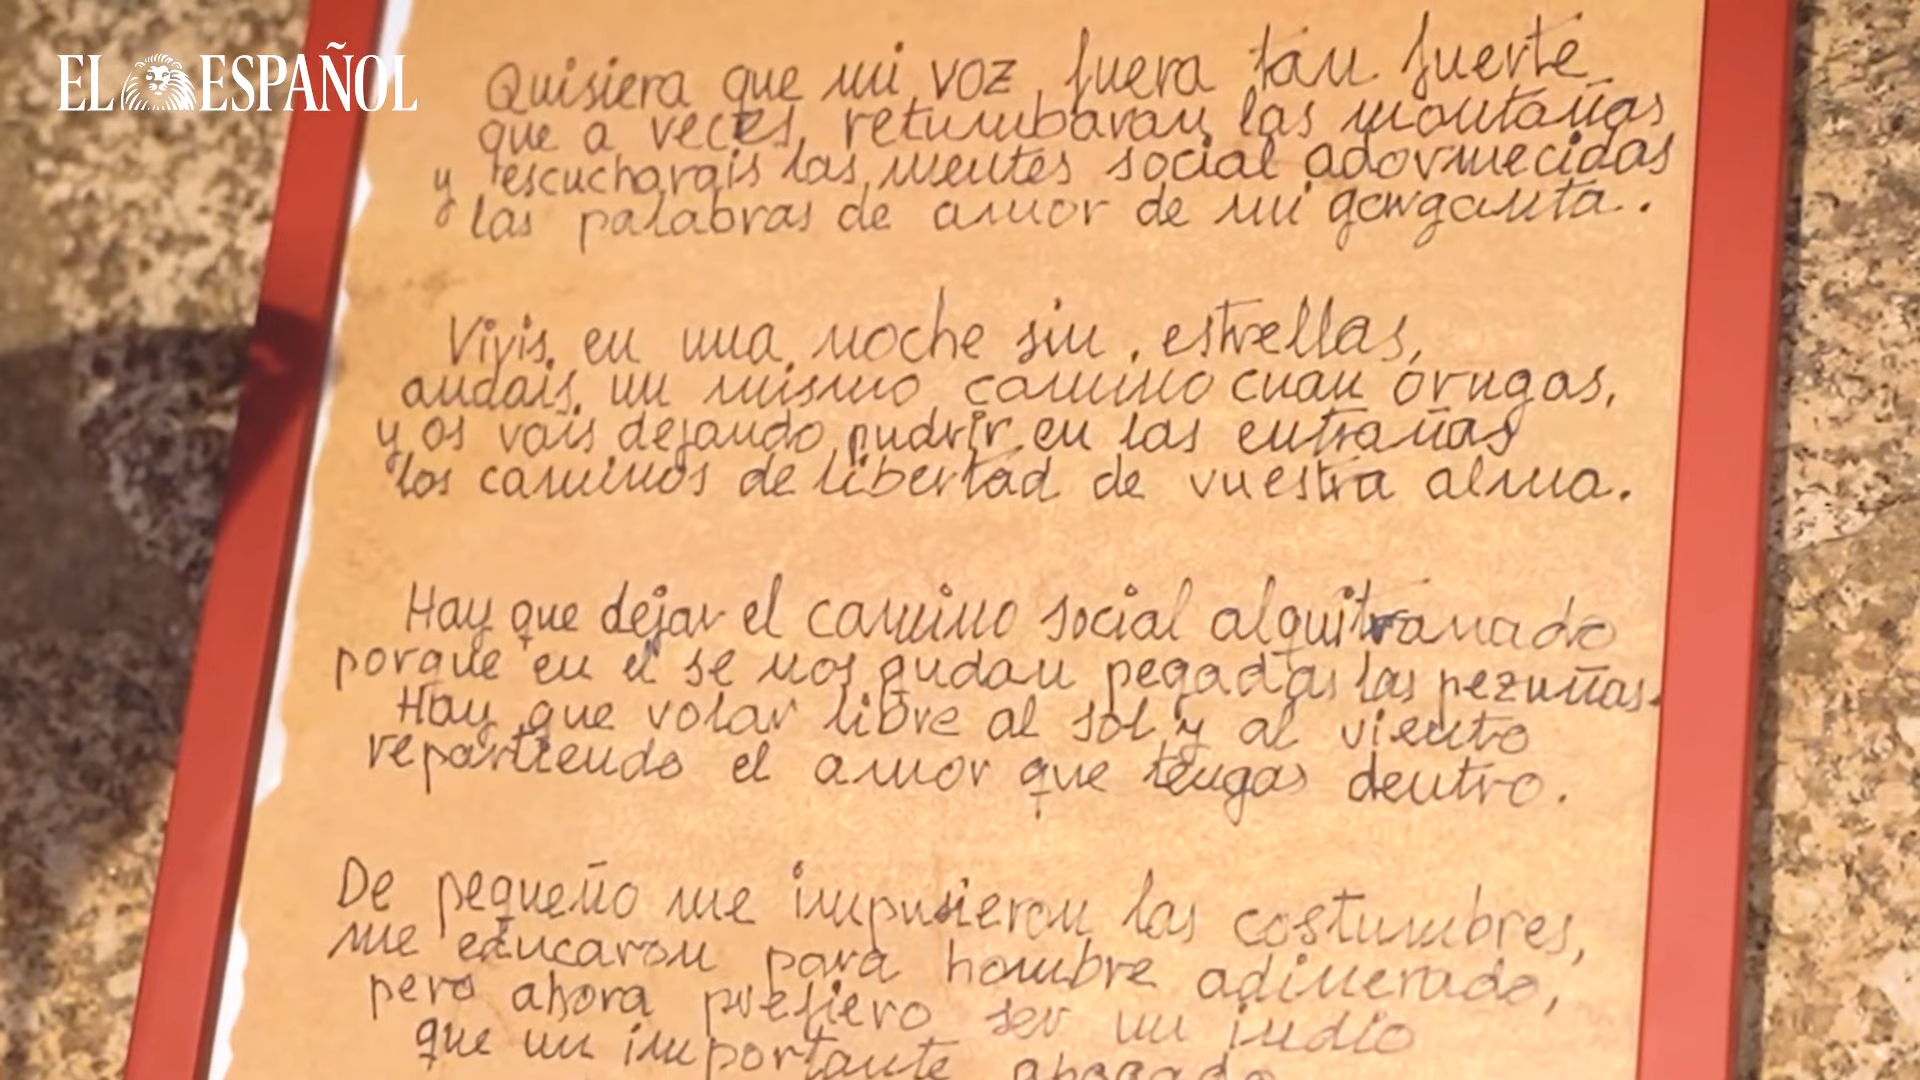 EL ESPAÑOL
Quisiera que mi voz fuera tan fuerte
que a veces retumbaran las montañas
y escucharais las mentes social adormecidas
las palabras de amor de mi garganta.
Vivis en una noche sin estrellas,
andais un mismo camino cuan orugas,
y os vais dejando pudrir en las entrañas
los caminos de libertad de vuestra alma.
Hay que dejar el camino social alquitranado
porque en el se nos qudan pegadas las pezuñas.
Hay que volar libre al sol y al viento
repartiendo el amor que tengas dentro.
De pequeño me impusieron las costumbres,
me educaron para hombre adinerado,
pero ahora prefiero ser un indio
que un importante abogado